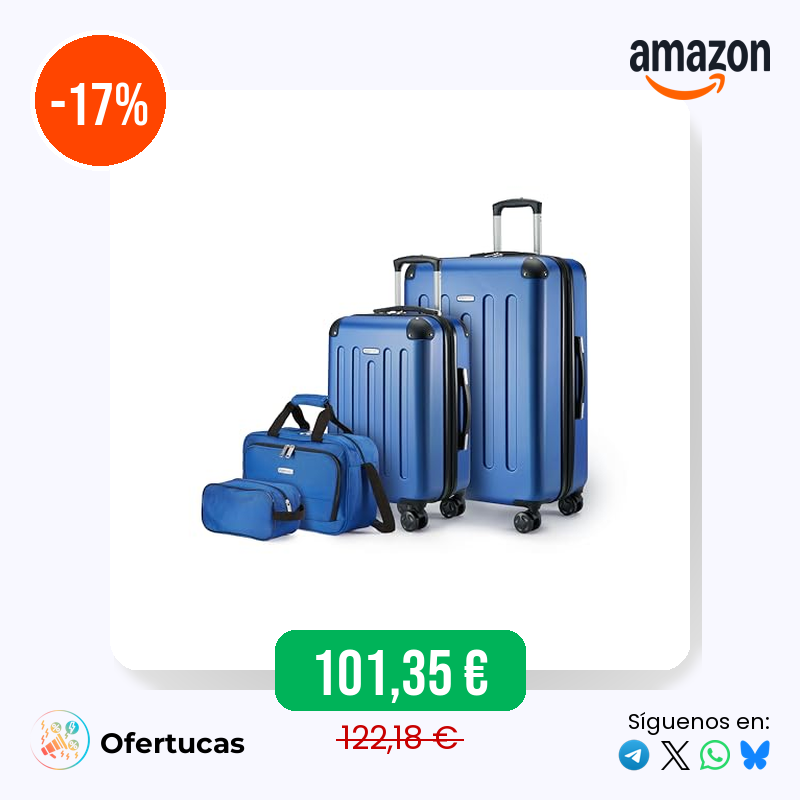 -17%
amazon
101,35 €
122,18 €
Ofertucas
Síguenos en: